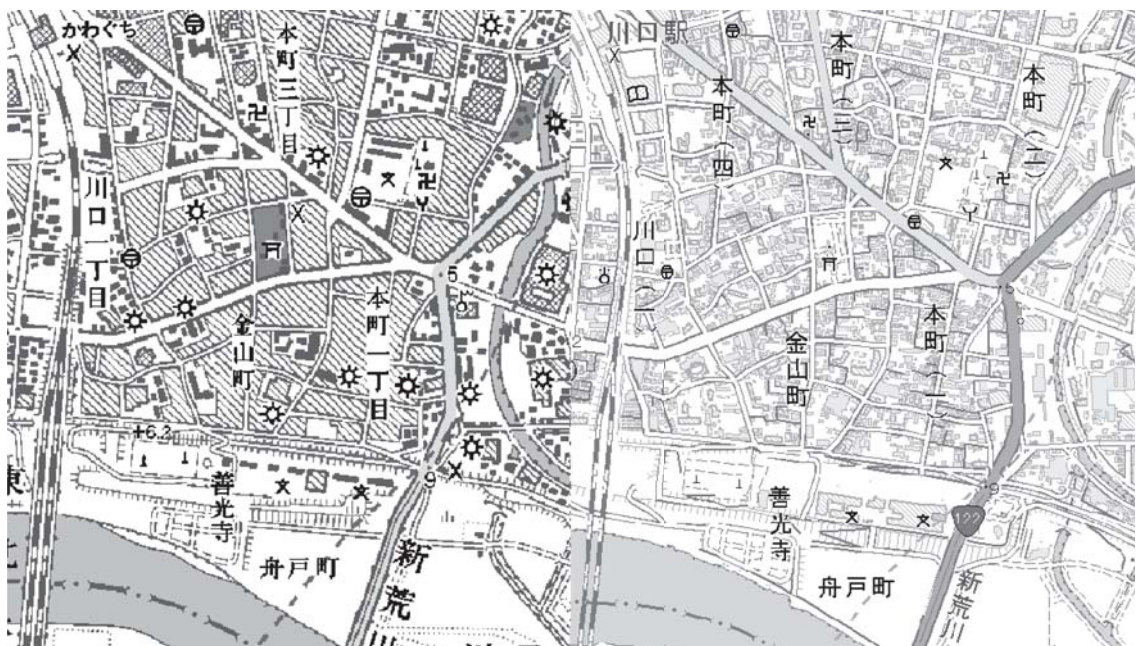 かわぐち
本町三丁目
川口一丁目
5
金山町
本町一丁目
+6.3
東
善光寺
9
舟戸町
新荒川
川口駅
本町(四)
本町(三)
本町(二)
川口(一)
金山町
本町(一)
5
善光寺
122
舟戸町
新荒川